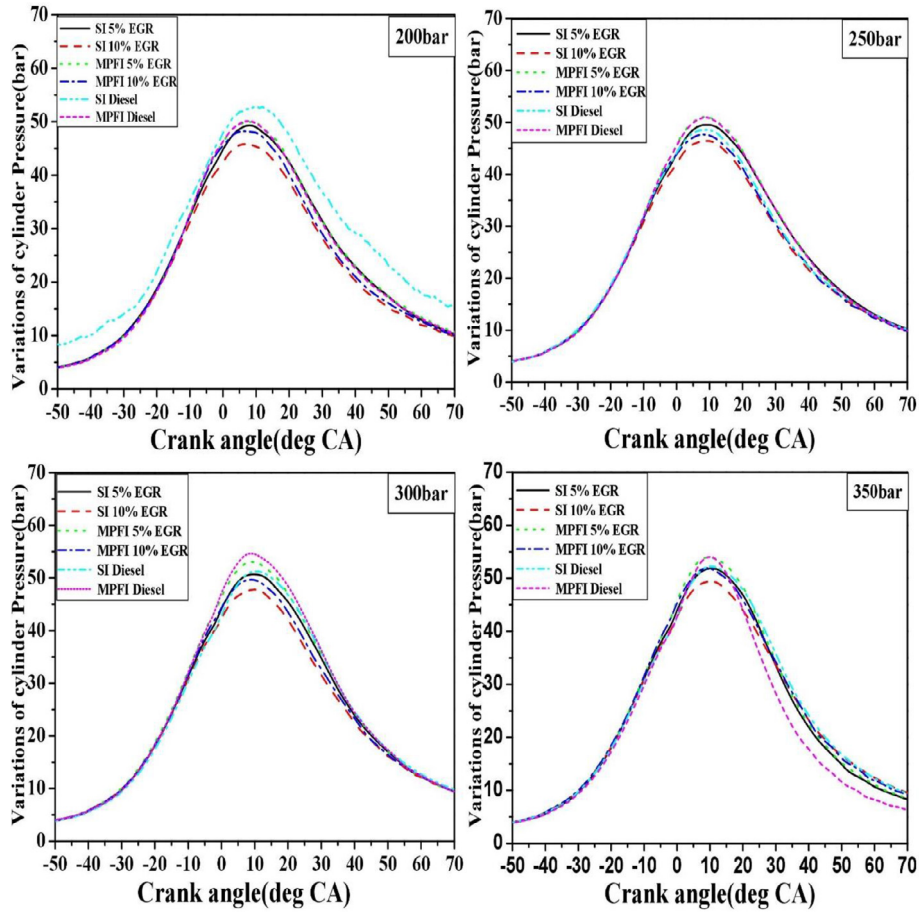 70
60
50
40
30
20
10
0
Variations of cylinder Pressure(bar)
SI 5% EGR
SI 10% EGR
MPFI 5% EGR
MPFI 10% EGR
SI Diesel
MPFI Diesel
200bar
-50 -40 -30 -20 -10 0 10 20 30 40 50 60 70
Crank angle(deg CA)
70
60
50
40
30
20
10
0
Variations of cylinder Pressure(bar)
SI 5% EGR
SI 10% EGR
MPFI 5% EGR
MPFI 10% EGR
SI Diesel
MPFI Diesel
250bar
-50 -40 -30 -20 -10 0 10 20 30 40 50 60 70
Crank angle(deg CA)
70
60
50
40
30
20
10
0
Variations of cylinder Pressure(bar)
SI 5% EGR
SI 10% EGR
MPFI 5% EGR
MPFI 10% EGR
SI Diesel
MPFI Diesel
300bar
-50 -40 -30 -20 -10 0 10 20 30 40 50 60 70
Crank angle(deg CA)
70
60
50
40
30
20
10
0
Variations of cylinder Pressure(bar)
SI 5% EGR
SI 10% EGR
MPFI 5% EGR
MPFI 10% EGR
SI Diesel
MPFI Diesel
350bar
-50 -40 -30 -20 -10 0 10 20 30 40 50 60 70
Crank angle(deg CA)